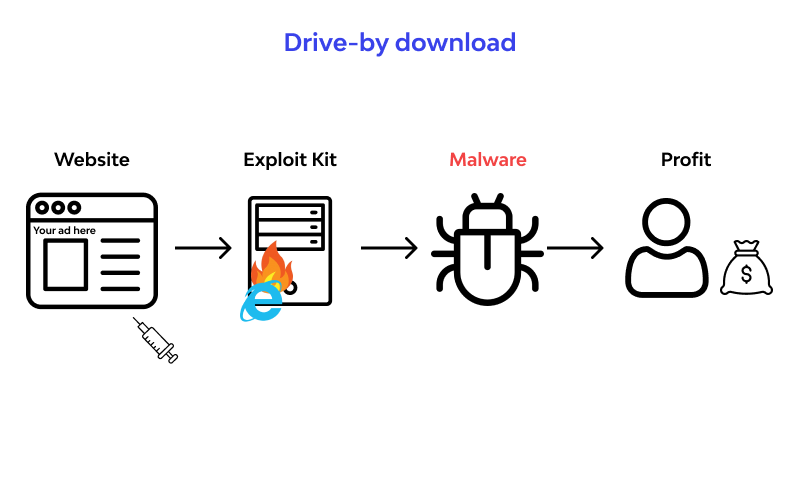 Drive-by download
Website
Exploit Kit
Malware
Profit
Your ad here
$